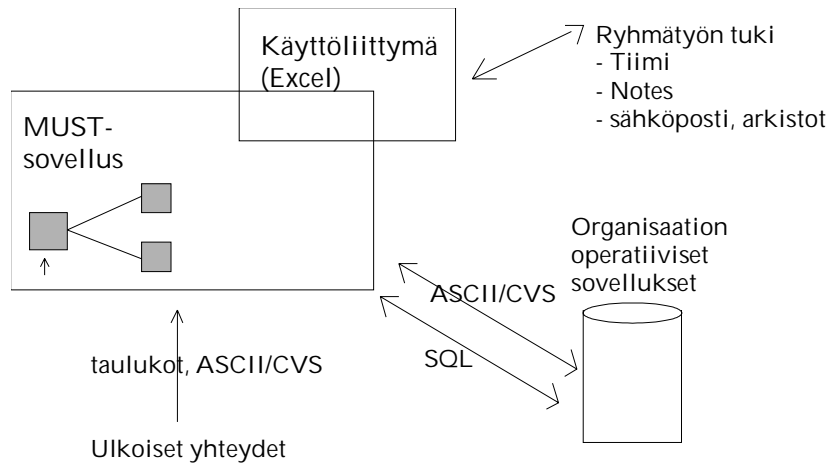 Käyttöliittymä
(Excel)
Ryhmätyön tuki
- Tiimi
- Notes
- sähköposti, arkistot
MUST-
sovellus
Organisaation
operatiiviset
sovellukset
ASCII/CVS
SQL
taulukot, ASCII/CVS
Ulkoiset yhteydet